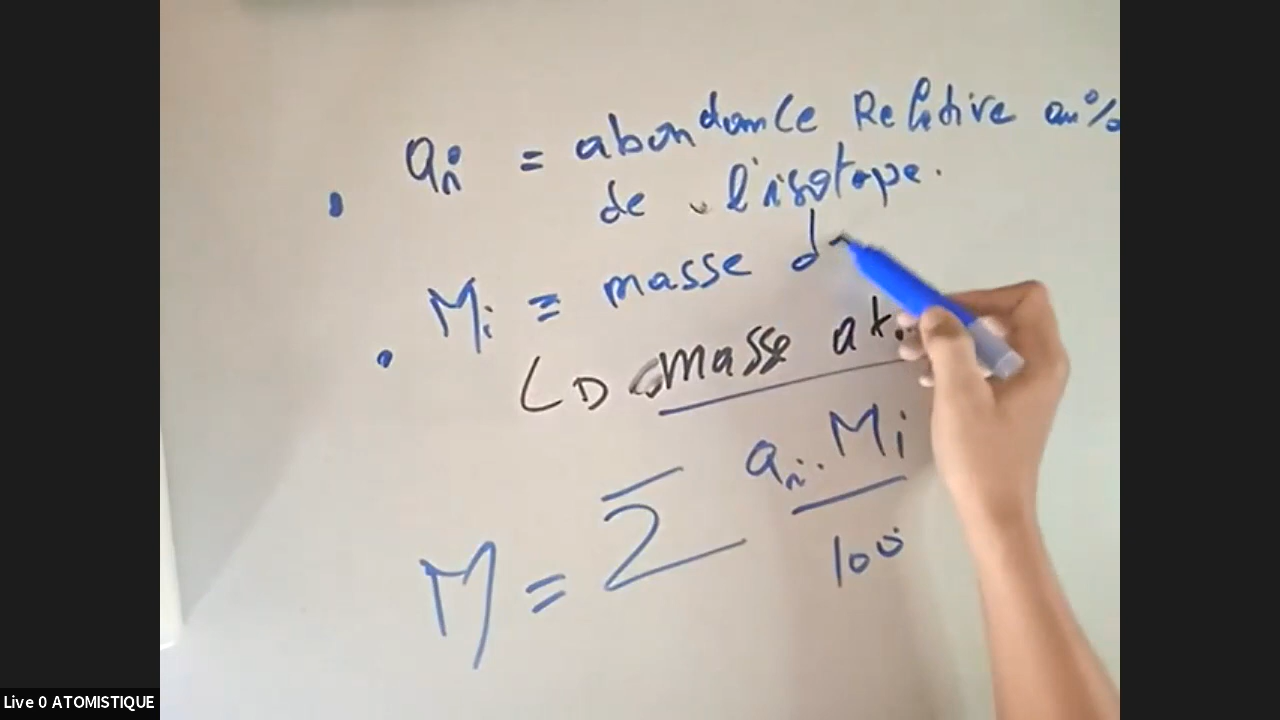 ai = abondance Relative en %
de l'isotope.
Mi = masse d
masse at.
ai. Mi
M = Σ
100
Live 0 ATOMISTIQUE